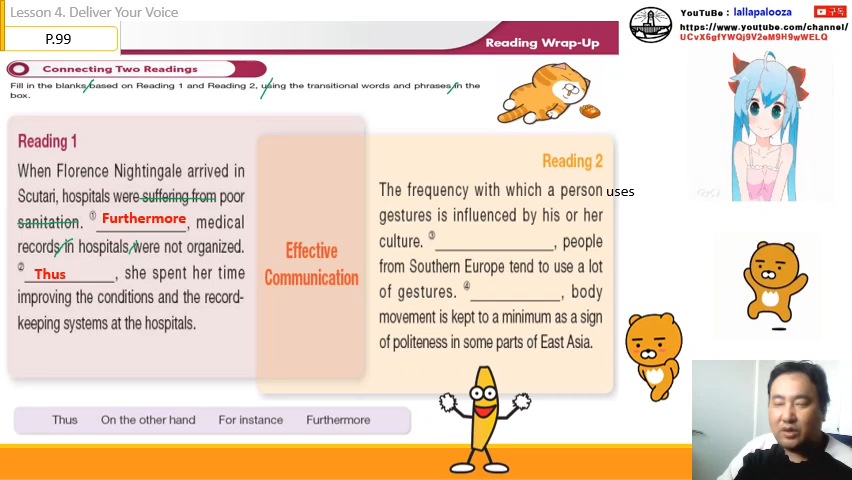 Lesson 4. Deliver Your Voice
P.99
Reading Wrap-Up
YouTuBe : lallapalooza 구독
https://www.youtube.com/channel/
UCvX6gfYWQj9V2eM9H9wWELQ
Connecting Two Readings
Fill in the blanks based on Reading 1 and Reading 2, using the transitional words and phrases in the
box.
Reading 1
When Florence Nightingale arrived in
Scutari, hospitals were suffering from poor
sanitation. ① Furthermore, medical
records in hospitals were not organized.
② Thus, she spent her time
improving the conditions and the record-
keeping systems at the hospitals.
Effective
Communication
Reading 2
The frequency with which a person uses
gestures is influenced by his or her
culture. ③ ____________, people
from Southern Europe tend to use a lot
of gestures. ④ ____________, body
movement is kept to a minimum as a sign
of politeness in some parts of East Asia.
Thus On the other hand For instance Furthermore